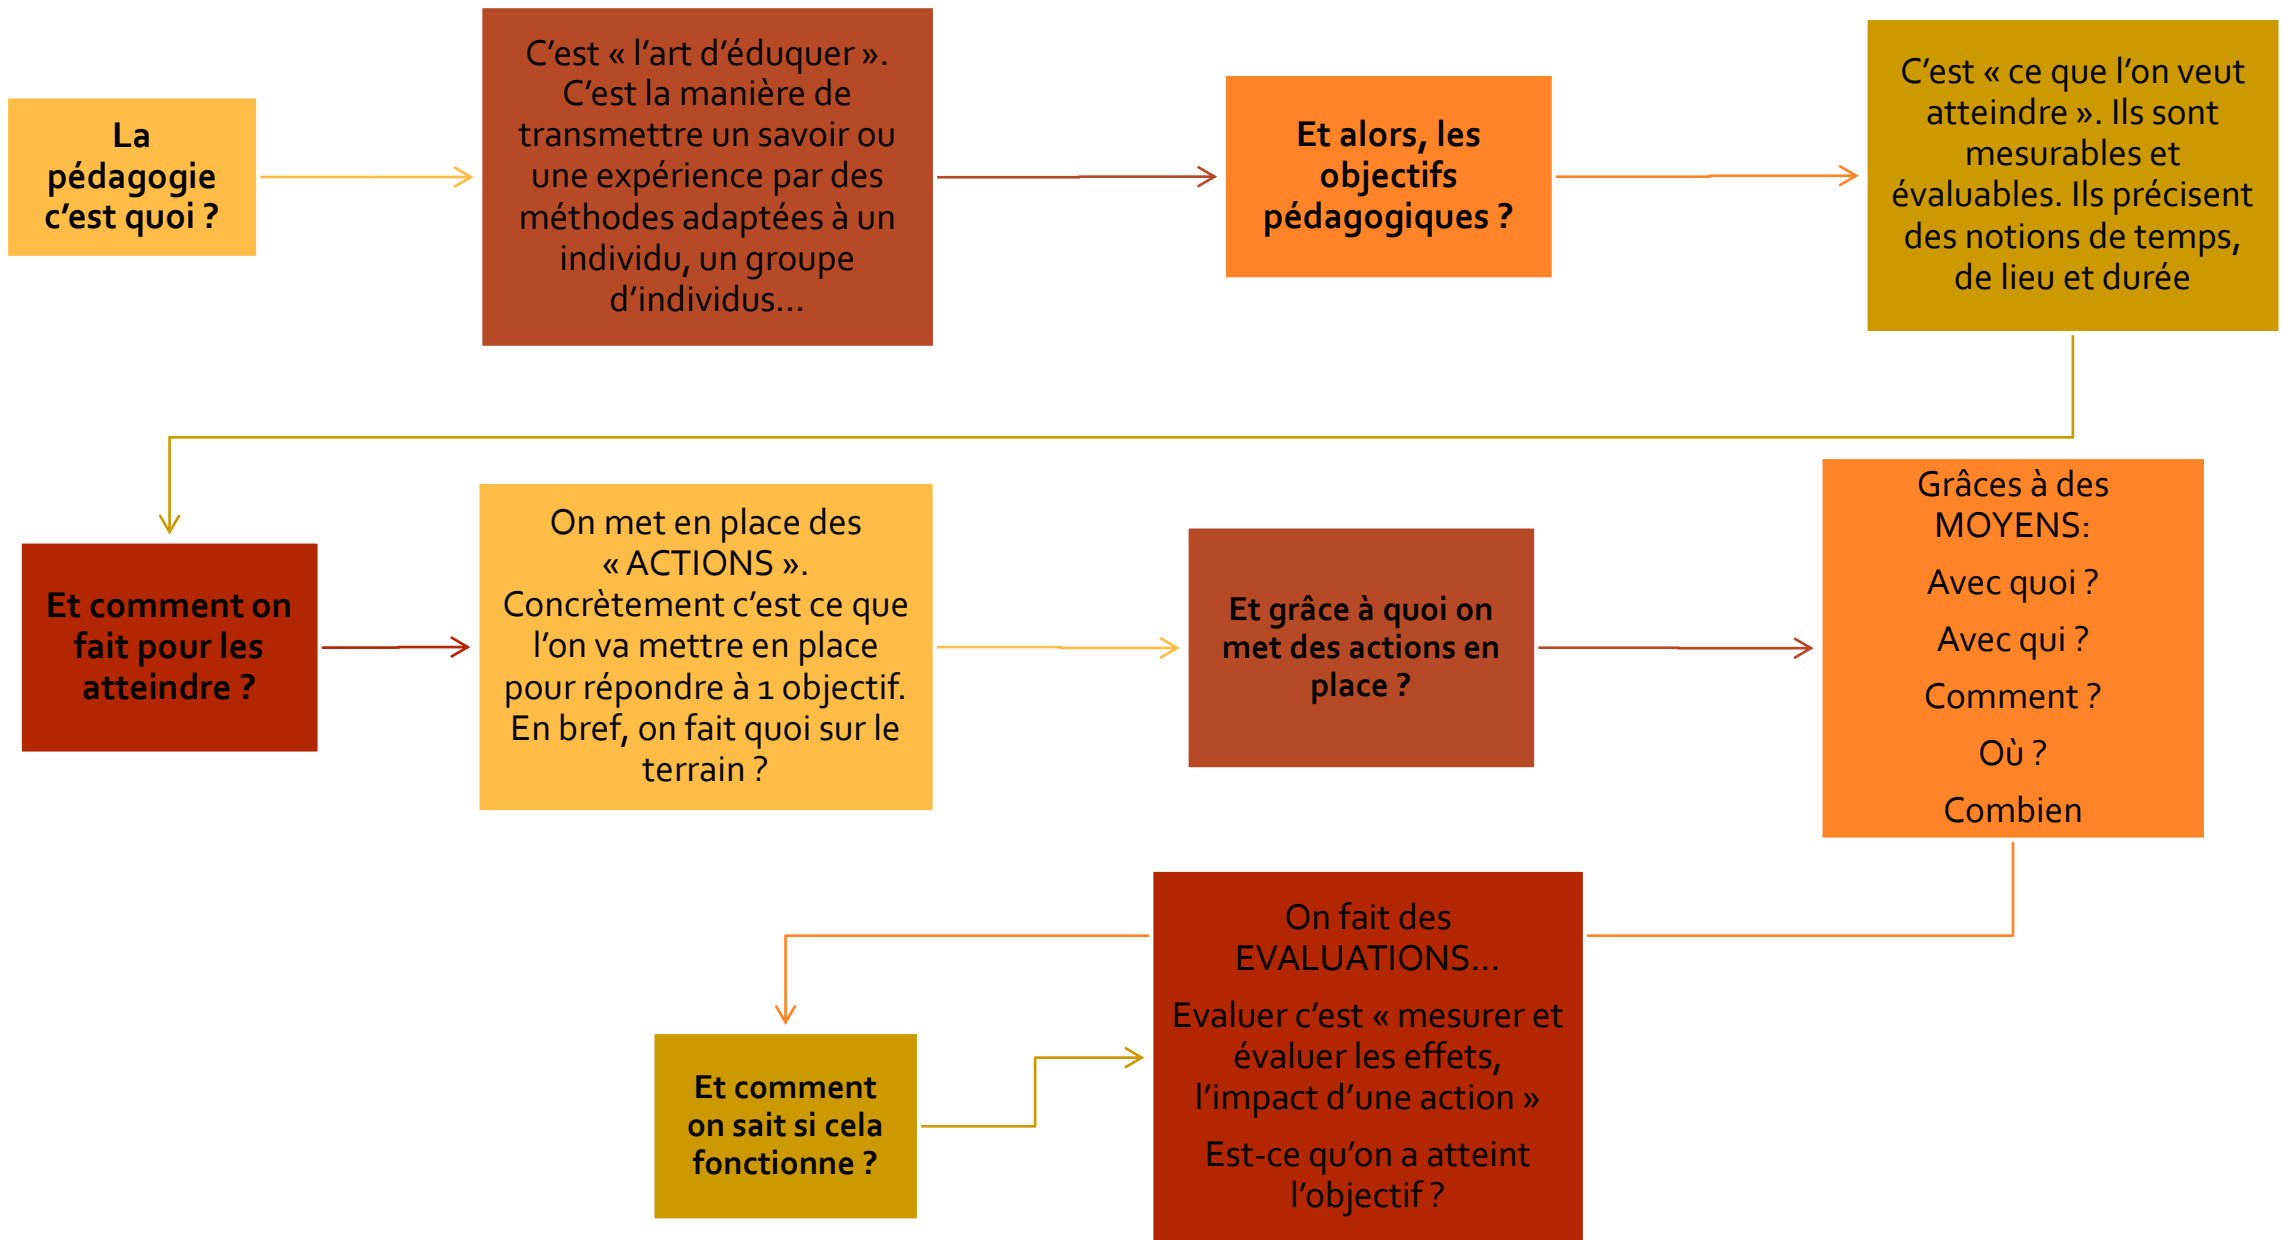 La
pédagogie
c’est quoi ?
C’est « l’art d’éduquer ».
C’est la manière de
transmettre un savoir ou
une expérience par des
méthodes adaptées à un
individu, un groupe
d’individus…
Et alors, les
objectifs
pédagogiques ?
C’est « ce que l’on veut
atteindre ». Ils sont
mesurables et
évaluables. Ils précisent
des notions de temps,
de lieu et durée
Et comment on
fait pour les
atteindre ?
On met en place des
« ACTIONS ».
Concrètement c’est ce que
l’on va mettre en place
pour répondre à 1 objectif.
En bref, on fait quoi sur le
terrain ?
Et grâce à quoi on
met des actions en
place ?
Grâces à des
MOYENS:
Avec quoi ?
Avec qui ?
Comment ?
Où ?
Combien
Et comment
on sait si cela
fonctionne ?
On fait des
EVALUATIONS…
Evaluer c’est « mesurer et
évaluer les effets,
l’impact d’une action »
Est-ce qu’on a atteint
l’objectif ?